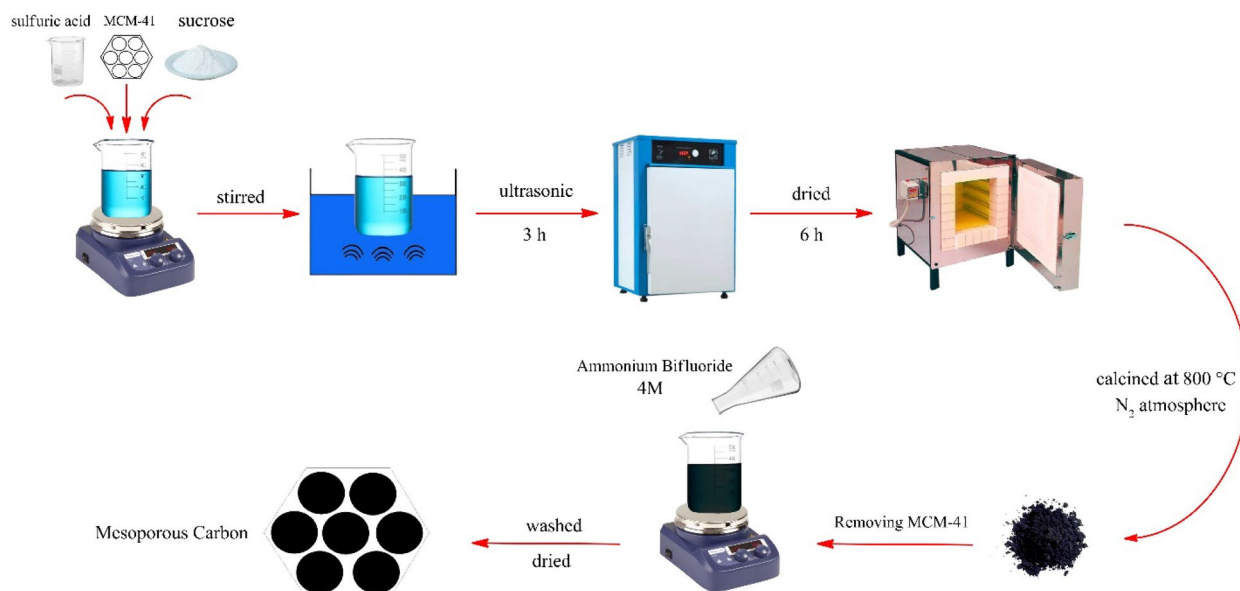 sulfuric acid
MCM-41
sucrose
stirred
ultrasonic
3 h
dried
6 h
calcined at 800 °C
N₂ atmosphere
Ammonium Bifluoride
4M
Removing MCM-41
washed
dried
Mesoporous Carbon